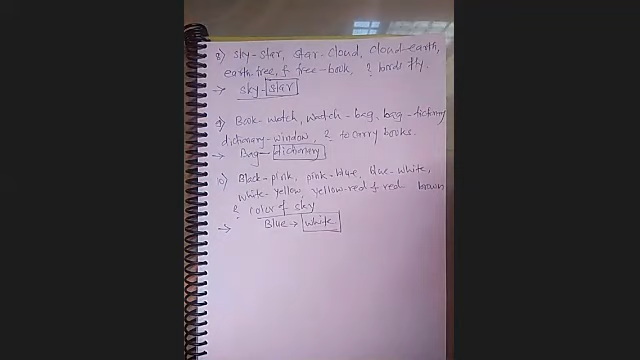 8) sky-star, star-cloud, cloud-earth,
earth-tree, & tree-book, ? birds fly.
→ sky- star
9) Book-watch, watch-bag, bag-dictionary
dictionary-window, ? to carry books.
→ Bag- dictionary
10) Black-pink, pink-blue, blue-white,
white-yellow, yellow-red & red brown
? color of sky
→ Blue → white